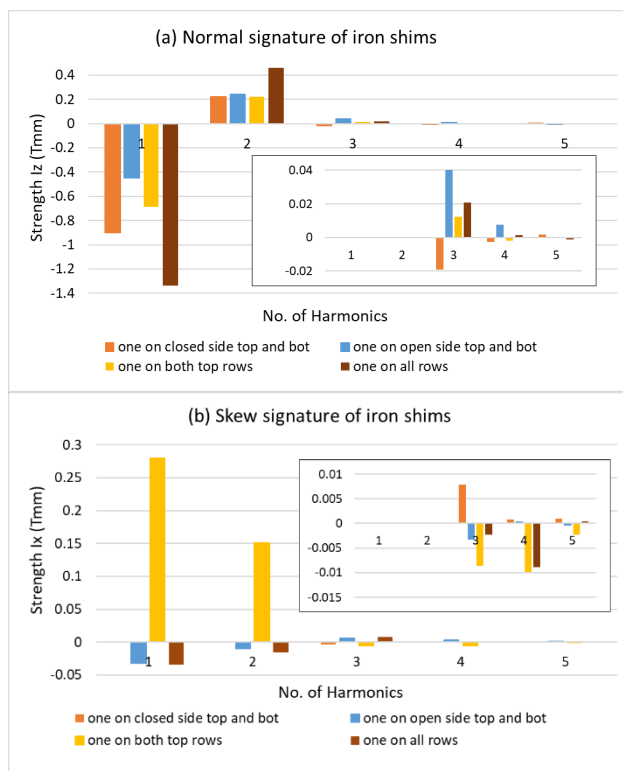 (a) Normal signature of iron shims
0.4
0.2
0
-0.2
-0.4
-0.6
-0.8
-1
-1.2
-1.4
Strength Iz (Tmm)
1 2 3 4 5
0.04
0.02
0
-0.02
1 2 3 4 5
No. of Harmonics
one on closed side top and bot one on open side top and bot
one on both top rows one on all rows
(b) Skew signature of iron shims
0.3
0.25
0.2
0.15
0.1
0.05
0
-0.05
Strength Ix (Tmm)
0.01
0.005
0
-0.005
-0.01
-0.015
1 2 3 4 5
1 2 3 4 5
No. of Harmonics
one on closed side top and bot one on open side top and bot
one on both top rows one on all rows